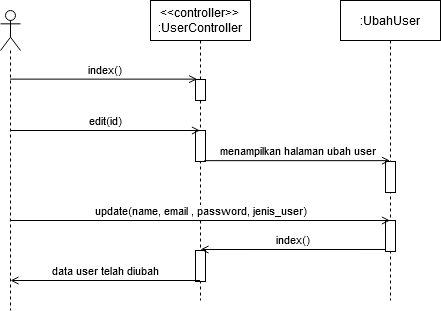 <<controller>>
:UserController
:UbahUser
index()
edit(id)
menampilkan halaman ubah user
update(name, email , password, jenis_user)
index()
data user telah diubah